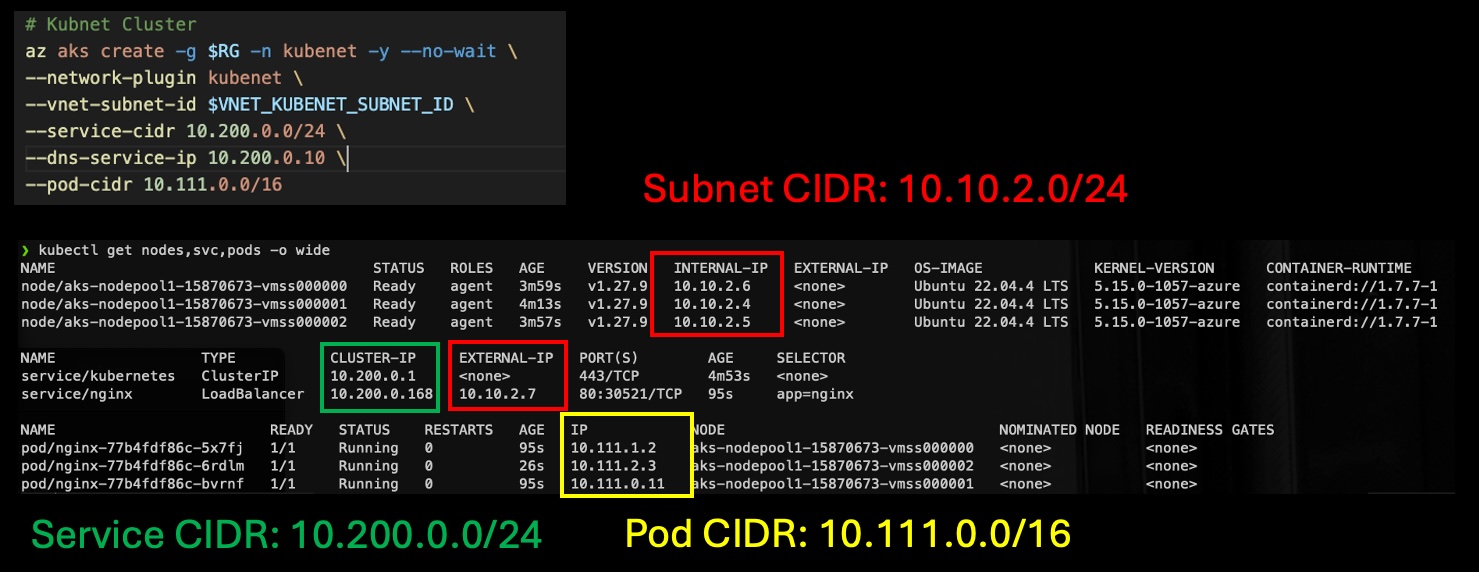 # Kubnet Cluster
az aks create -g $RG -n kubenet -y --no-wait \
--network-plugin kubenet \
--vnet-subnet-id $VNET_KUBENET_SUBNET_ID \
--service-cidr 10.200.0.0/24 \
--dns-service-ip 10.200.0.10 \
--pod-cidr 10.111.0.0/16
Subnet CIDR: 10.10.2.0/24
❯ kubectl get nodes,svc,pods -o wide
NAME STATUS ROLES AGE VERSION INTERNAL-IP EXTERNAL-IP OS-IMAGE KERNEL-VERSION CONTAINER-RUNTIME
node/aks-nodepool1-15870673-vmss000000 Ready agent 3m59s v1.27.9 10.10.2.6 <none> Ubuntu 22.04.4 LTS 5.15.0-1057-azure containerd://1.7.7-1
node/aks-nodepool1-15870673-vmss000001 Ready agent 4m13s v1.27.9 10.10.2.4 <none> Ubuntu 22.04.4 LTS 5.15.0-1057-azure containerd://1.7.7-1
node/aks-nodepool1-15870673-vmss000002 Ready agent 3m57s v1.27.9 10.10.2.5 <none> Ubuntu 22.04.4 LTS 5.15.0-1057-azure containerd://1.7.7-1
NAME TYPE CLUSTER-IP EXTERNAL-IP PORT(S) AGE SELECTOR
service/kubernetes ClusterIP 10.200.0.1 <none> 443/TCP 4m53s <none>
service/nginx LoadBalancer 10.200.0.168 10.10.2.7 80:30521/TCP 95s app=nginx
NAME READY STATUS RESTARTS AGE IP NODE NOMINATED NODE READINESS GATES
pod/nginx-77b4fdf86c-5x7fj 1/1 Running 0 95s 10.111.1.2 aks-nodepool1-15870673-vmss000000 <none> <none>
pod/nginx-77b4fdf86c-6rdlm 1/1 Running 0 26s 10.111.2.3 aks-nodepool1-15870673-vmss000002 <none> <none>
pod/nginx-77b4fdf86c-bvrnf 1/1 Running 0 95s 10.111.0.11 aks-nodepool1-15870673-vmss000001 <none> <none>
Service CIDR: 10.200.0.0/24
Pod CIDR: 10.111.0.0/16